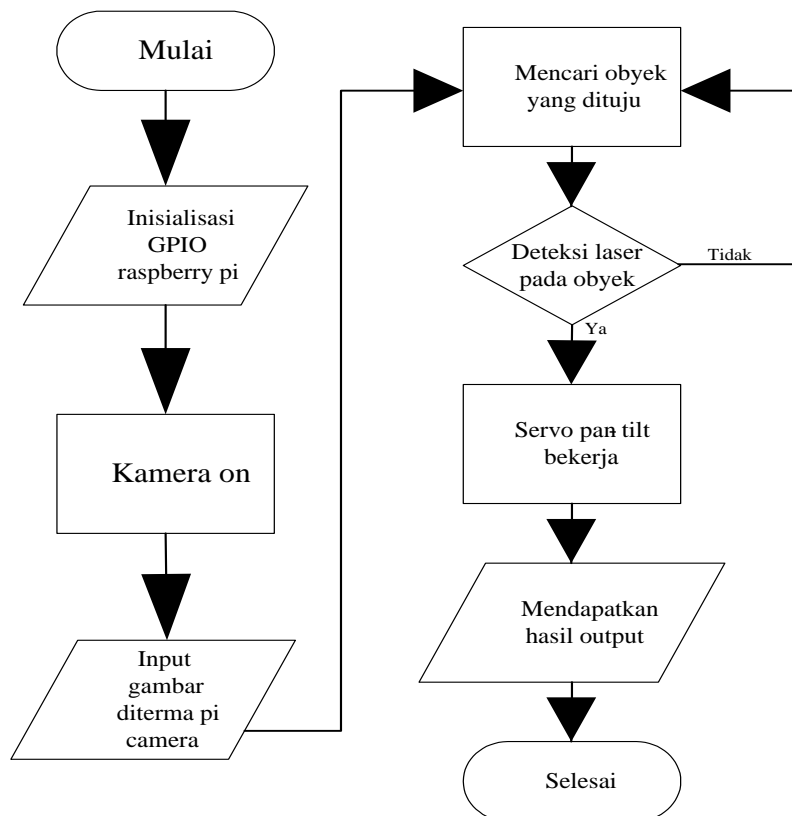 Mulai
Inisialisasi
GPIO
raspberry pi
Kamera on
Input
gambar
diterma pi
camera
Mencari obyek
yang dituju
Deteksi laser
pada obyek
Tidak
Ya
Servo pan-tilt
bekerja
Mendapatkan
hasil output
Selesai